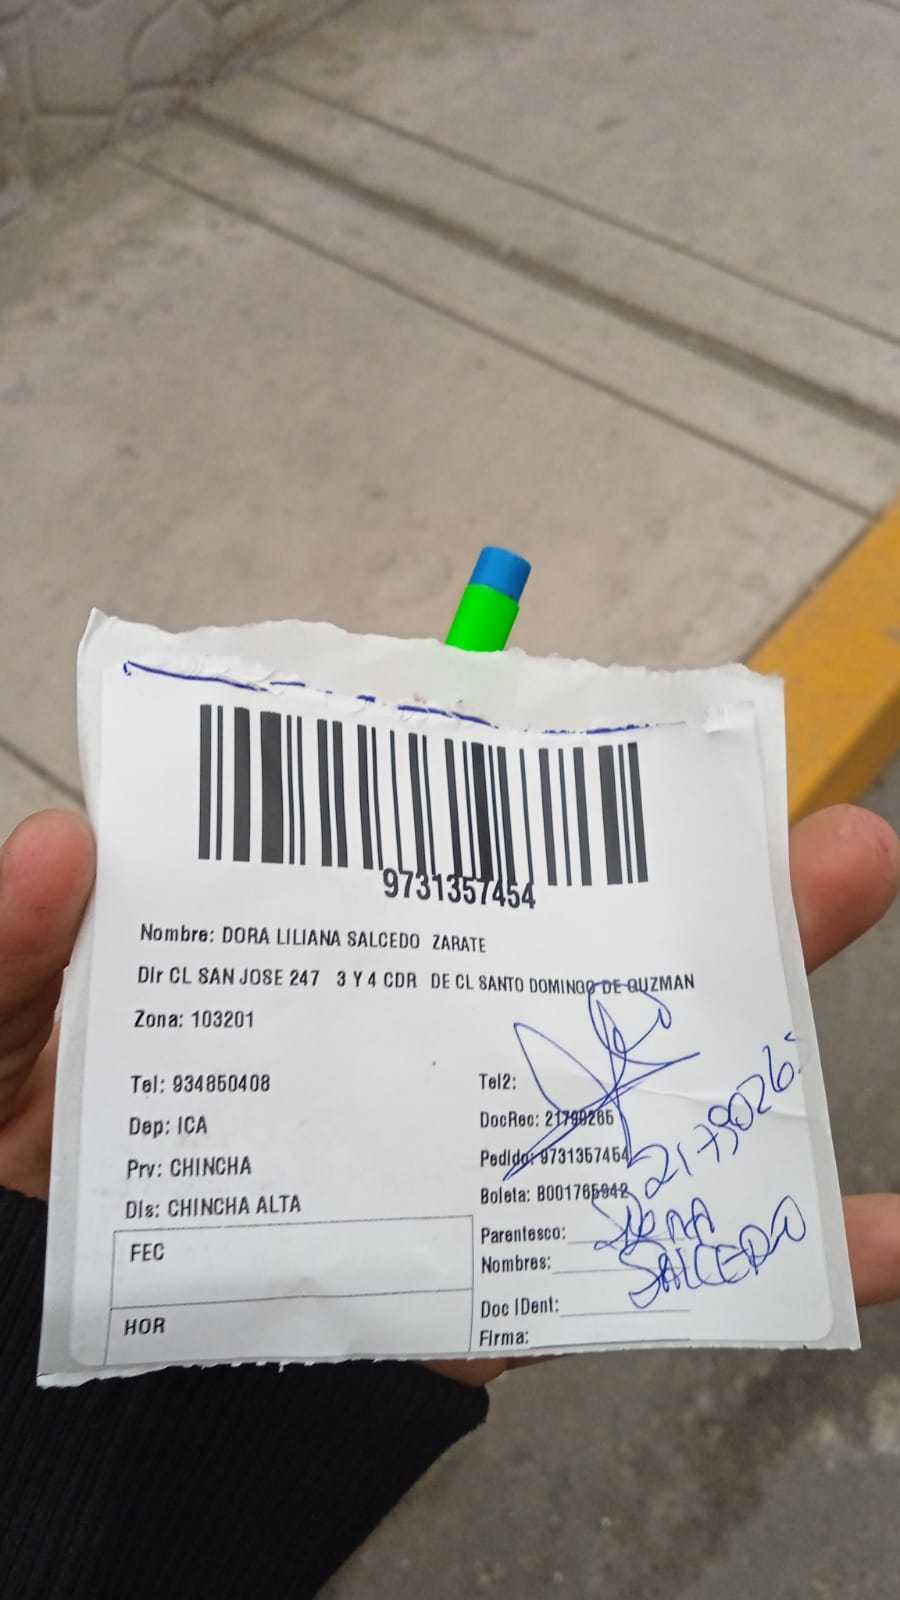 9731357454
Nombre: DORA LILIANA SALCEDO ZARATE
Dir CL SAN JOSE 247 3 Y 4 CDR DE CL SANTO DOMINGO DE GUZMAN
Zona: 103201
Tel: 934850408
Tel2:
Dep: ICA
DocRec: 21790265
Prv: CHINCHA
Pedido: 9731357454
Dis: CHINCHA ALTA
Boleta: B001765942
2179026
Parentesco:
DORA
FEC
Nombres:
SALCEDO
Doc IDent:
HOR
Firma: